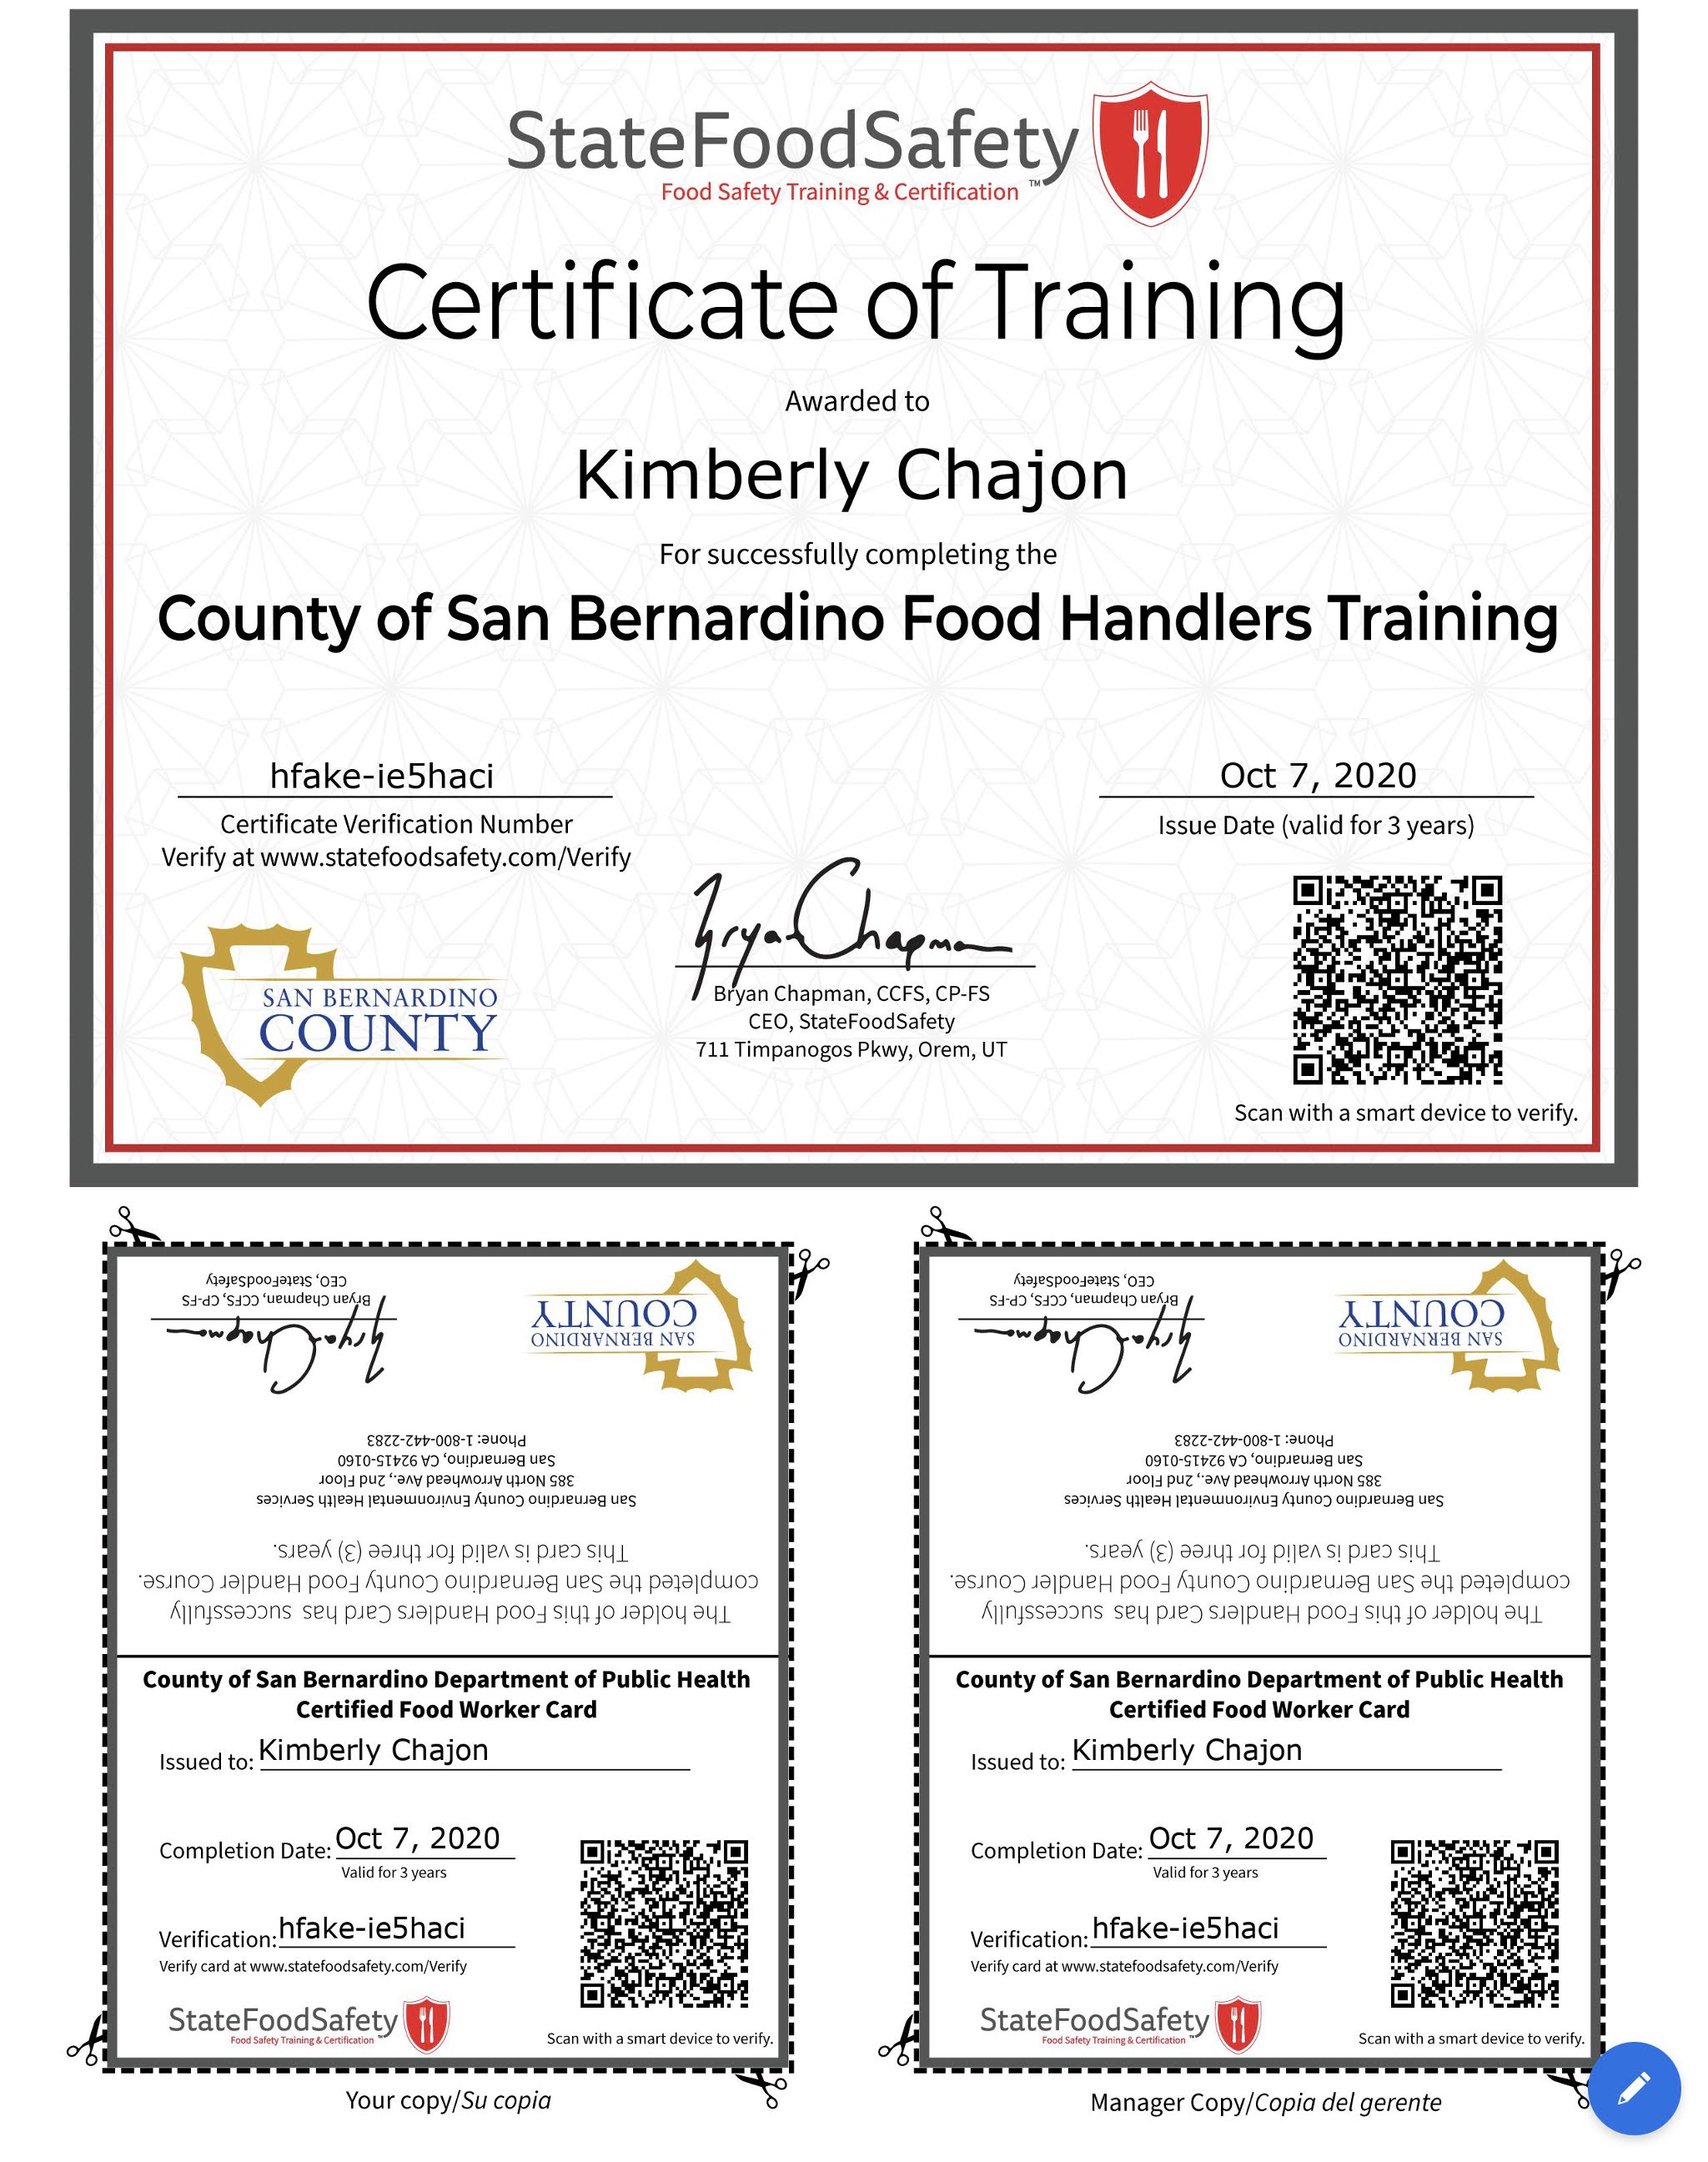 StateFoodSafety
Food Safety Training & Certification ™
Certificate of Training
Awarded to
Kimberly Chajon
For successfully completing the
County of San Bernardino Food Handlers Training
hfake-ie5haci
Certificate Verification Number
Verify at www.statefoodsafety.com/Verify
Oct 7, 2020
Issue Date (valid for 3 years)
SAN BERNARDINO
COUNTY
Bryan Chapman
Bryan Chapman, CCFS, CP-FS
CEO, StateFoodSafety
711 Timpanogos Pkwy, Orem, UT
Scan with a smart device to verify.
The holder of this Food Handlers Card has successfully
completed the San Bernardino County Food Handler Course.
This card is valid for three (3) years.
San Bernardino County Environmental Health Services
385 North Arrowhead Ave., 2nd Floor
San Bernardino, CA 92415-0160
Phone: 1-800-442-2283
SAN BERNARDINO
COUNTY
Bryan Chapman
Bryan Chapman, CCFS, CP-FS
CEO, StateFoodSafety
County of San Bernardino Department of Public Health
Certified Food Worker Card
Issued to: Kimberly Chajon
Completion Date: Oct 7, 2020
Valid for 3 years
Verification: hfake-ie5haci
Verify card at www.statefoodsafety.com/Verify
StateFoodSafety
Food Safety Training & Certification ™
Scan with a smart device to verify.
Your copy/Su copia
The holder of this Food Handlers Card has successfully
completed the San Bernardino County Food Handler Course.
This card is valid for three (3) years.
San Bernardino County Environmental Health Services
385 North Arrowhead Ave., 2nd Floor
San Bernardino, CA 92415-0160
Phone: 1-800-442-2283
SAN BERNARDINO
COUNTY
Bryan Chapman
Bryan Chapman, CCFS, CP-FS
CEO, StateFoodSafety
County of San Bernardino Department of Public Health
Certified Food Worker Card
Issued to: Kimberly Chajon
Completion Date: Oct 7, 2020
Valid for 3 years
Verification: hfake-ie5haci
Verify card at www.statefoodsafety.com/Verify
StateFoodSafety
Food Safety Training & Certification ™
Scan with a smart device to verify.
Manager Copy/Copia del gerente